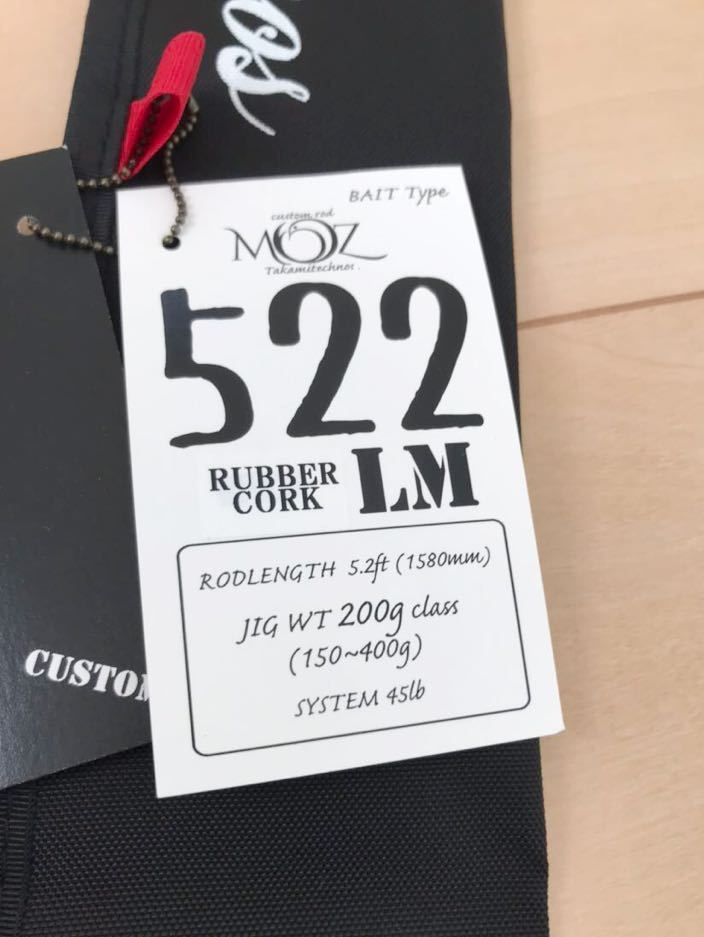 os
BAIT Type
custom rod
MOZ
Takamitechnos.
522
RUBBER
CORK
LM
RODLENGTH 5.2ft (1580mm)
JIG WT 200g class
(150~400g)
SYSTEM 45lb
CUSTOM